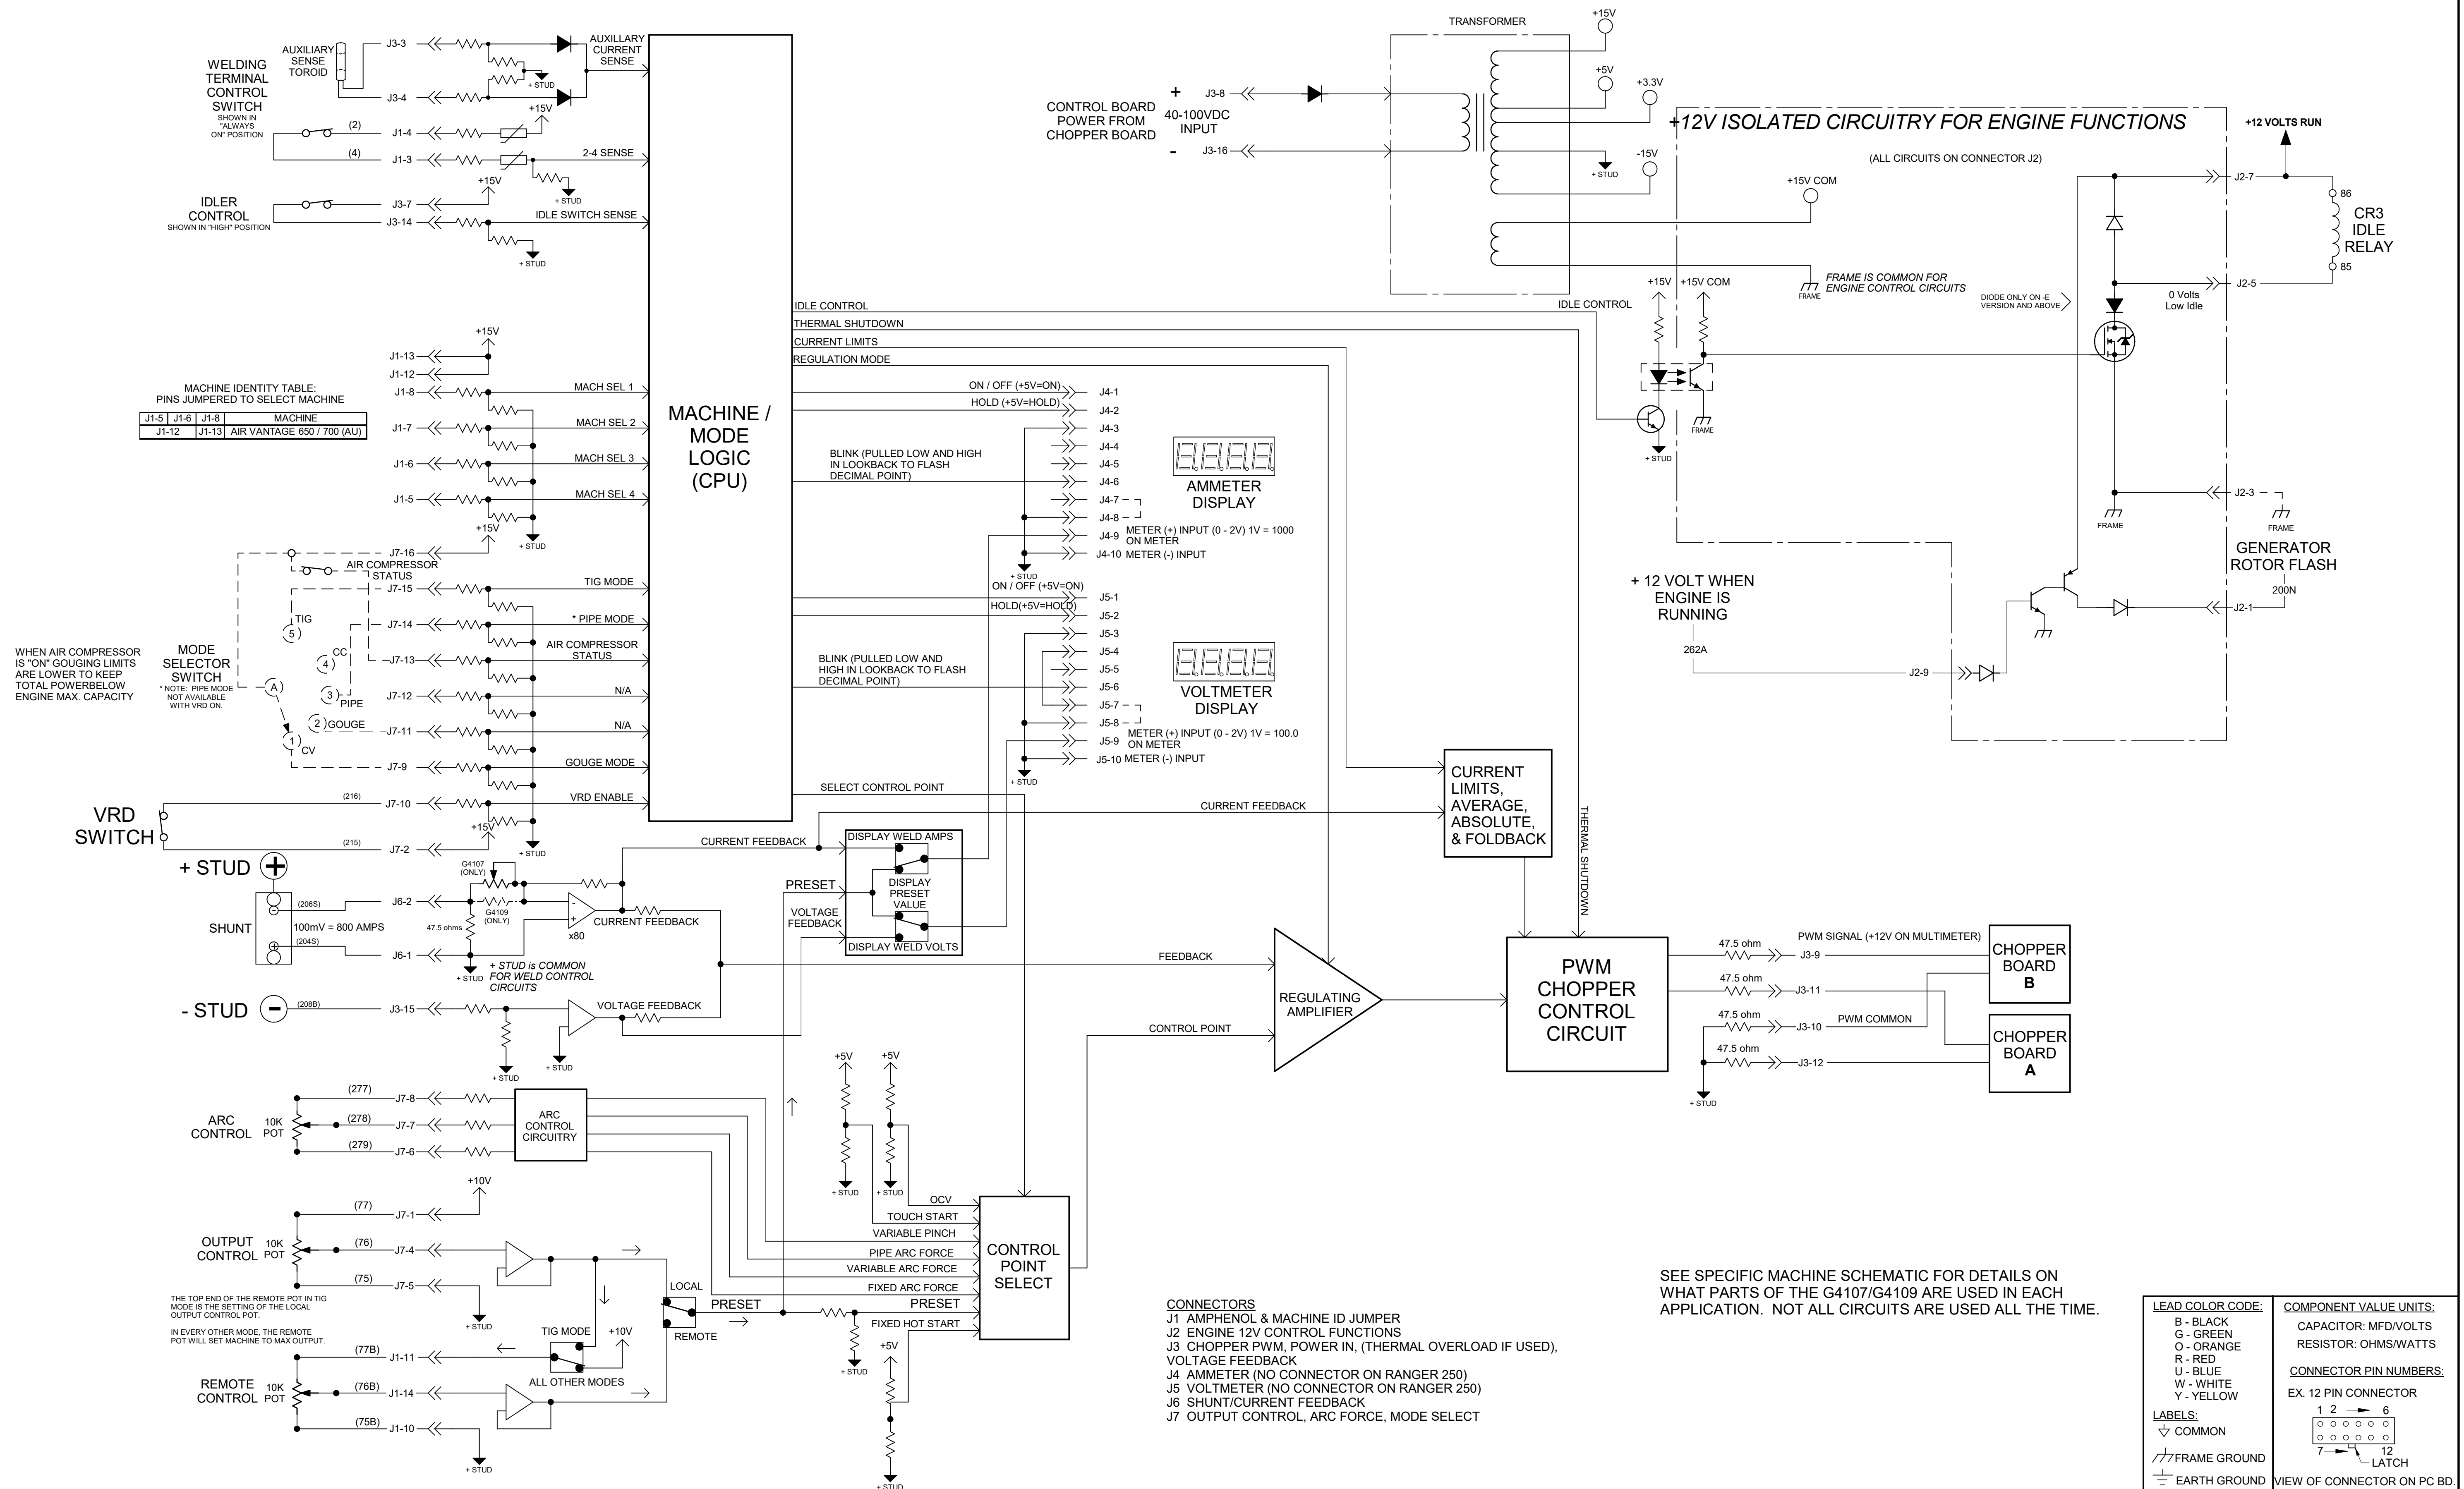 AUXILIARY
SENSE
TOROID
WELDING
TERMINAL
CONTROL
SWITCH
SHOWN IN
"ALWAYS
ON" POSITION
J3-3
J3-4
+ STUD
AUXILLARY
CURRENT
SENSE
+15V
(2)
J1-4
(4)
J1-3
2-4 SENSE
+ STUD
+15V
IDLER
CONTROL
SHOWN IN "HIGH" POSITION
J3-7
J3-14
IDLE SWITCH SENSE
+ STUD
+15V
J1-13
J1-12
MACHINE IDENTITY TABLE:
PINS JUMPERED TO SELECT MACHINE
J1-5 J1-6 J1-8 MACHINE
J1-12 J1-13 AIR VANTAGE 650 / 700 (AU)
J1-8
MACH SEL 1
J1-7
MACH SEL 2
J1-6
MACH SEL 3
J1-5
MACH SEL 4
+15V
+ STUD
J7-16
AIR COMPRESSOR
STATUS
J7-15
TIG MODE
TIG
5
J7-14
* PIPE MODE
CC
4
J7-13
AIR COMPRESSOR
STATUS
WHEN AIR COMPRESSOR
IS "ON" GOUGING LIMITS
ARE LOWER TO KEEP
TOTAL POWERBELOW
ENGINE MAX. CAPACITY
MODE
SELECTOR
SWITCH
* NOTE: PIPE MODE
NOT AVAILABLE
WITH VRD ON.
A
3
PIPE
J7-12
N/A
2
GOUGE
J7-11
N/A
1
CV
J7-9
GOUGE MODE
(216)
J7-10
VRD ENABLE
VRD
SWITCH
+15V
(215)
J7-2
+ STUD
MACHINE /
MODE
LOGIC
(CPU)
+ STUD
SHUNT
(206S)
100mV = 800 AMPS
(204S)
J6-2
J6-1
G4107
(ONLY)
G4109
(ONLY)
47.5 ohms
-
+
x80
CURRENT FEEDBACK
+ STUD
+ STUD is COMMON
FOR WELD CONTROL
CIRCUITS
- STUD
(208B)
J3-15
VOLTAGE FEEDBACK
+ STUD
+ STUD
ARC
CONTROL
10K
POT
(277)
J7-8
(278)
J7-7
(279)
J7-6
ARC
CONTROL
CIRCUITRY
+10V
(77)
J7-1
OUTPUT
CONTROL
10K
POT
(76)
J7-4
(75)
J7-5
+ STUD
THE TOP END OF THE REMOTE POT IN TIG
MODE IS THE SETTING OF THE LOCAL
OUTPUT CONTROL POT.
IN EVERY OTHER MODE, THE REMOTE
POT WILL SET MACHINE TO MAX OUTPUT.
(77B)
J1-11
REMOTE
CONTROL
10K
POT
(76B)
J1-14
(75B)
J1-10
+ STUD
TIG MODE
+10V
ALL OTHER MODES
LOCAL
REMOTE
PRESET
IDLE CONTROL
THERMAL SHUTDOWN
CURRENT LIMITS
REGULATION MODE
ON / OFF (+5V=ON)
HOLD (+5V=HOLD)
BLINK (PULLED LOW AND HIGH
IN LOOKBACK TO FLASH
DECIMAL POINT)
J4-1
J4-2
J4-3
J4-4
J4-5
J4-6
J4-7
J4-8
J4-9
METER (+) INPUT (0 - 2V) 1V = 1000
ON METER
J4-10 METER (-) INPUT
+ STUD
AMMETER
DISPLAY
ON / OFF (+5V=ON)
HOLD(+5V=HOLD)
BLINK (PULLED LOW AND
HIGH IN LOOKBACK TO FLASH
DECIMAL POINT)
J5-1
J5-2
J5-3
J5-4
J5-5
J5-6
J5-7
J5-8
J5-9
METER (+) INPUT (0 - 2V) 1V = 100.0
ON METER
J5-10 METER (-) INPUT
+ STUD
VOLTMETER
DISPLAY
SELECT CONTROL POINT
CURRENT FEEDBACK
CURRENT FEEDBACK
DISPLAY WELD AMPS
DISPLAY
PRESET
VALUE
DISPLAY WELD VOLTS
PRESET
VOLTAGE
FEEDBACK
FEEDBACK
CONTROL POINT
+5V
+5V
+ STUD
+ STUD
OCV
TOUCH START
VARIABLE PINCH
PIPE ARC FORCE
VARIABLE ARC FORCE
FIXED ARC FORCE
PRESET
FIXED HOT START
+ STUD
+5V
+ STUD
CONTROL
POINT
SELECT
CONTROL BOARD
POWER FROM
CHOPPER BOARD
+
40-100VDC
INPUT
-
J3-8
J3-16
TRANSFORMER
+15V
+5V
+3.3V
+ STUD
-15V
+15V COM
FRAME
FRAME IS COMMON FOR
ENGINE CONTROL CIRCUITS
+12V ISOLATED CIRCUITRY FOR ENGINE FUNCTIONS
(ALL CIRCUITS ON CONNECTOR J2)
+12 VOLTS RUN
J2-7
86
CR3
IDLE
RELAY
85
J2-5
0 Volts
Low Idle
DIODE ONLY ON -E
VERSION AND ABOVE
IDLE CONTROL
+15V
+15V COM
FRAME
+ STUD
J2-3
FRAME
FRAME
GENERATOR
ROTOR FLASH
200N
J2-1
+ 12 VOLT WHEN
ENGINE IS
RUNNING
262A
J2-9
CURRENT
LIMITS,
AVERAGE,
ABSOLUTE,
& FOLDBACK
THERMAL SHUTDOWN
REGULATING
AMPLIFIER
PWM
CHOPPER
CONTROL
CIRCUIT
47.5 ohm
J3-9
PWM SIGNAL (+12V ON MULTIMETER)
47.5 ohm
J3-11
47.5 ohm
J3-10
PWM COMMON
47.5 ohm
J3-12
+ STUD
CHOPPER
BOARD
B
CHOPPER
BOARD
A
CONNECTORS
J1 AMPHENOL & MACHINE ID JUMPER
J2 ENGINE 12V CONTROL FUNCTIONS
J3 CHOPPER PWM, POWER IN, (THERMAL OVERLOAD IF USED),
VOLTAGE FEEDBACK
J4 AMMETER (NO CONNECTOR ON RANGER 250)
J5 VOLTMETER (NO CONNECTOR ON RANGER 250)
J6 SHUNT/CURRENT FEEDBACK
J7 OUTPUT CONTROL, ARC FORCE, MODE SELECT
SEE SPECIFIC MACHINE SCHEMATIC FOR DETAILS ON
WHAT PARTS OF THE G4107/G4109 ARE USED IN EACH
APPLICATION. NOT ALL CIRCUITS ARE USED ALL THE TIME.
LEAD COLOR CODE:
B - BLACK
G - GREEN
O - ORANGE
R - RED
U - BLUE
W - WHITE
Y - YELLOW
LABELS:
COMMON
FRAME GROUND
EARTH GROUND
COMPONENT VALUE UNITS:
CAPACITOR: MFD/VOLTS
RESISTOR: OHMS/WATTS
CONNECTOR PIN NUMBERS:
EX. 12 PIN CONNECTOR
1 2 6
7 12
LATCH
VIEW OF CONNECTOR ON PC BD.